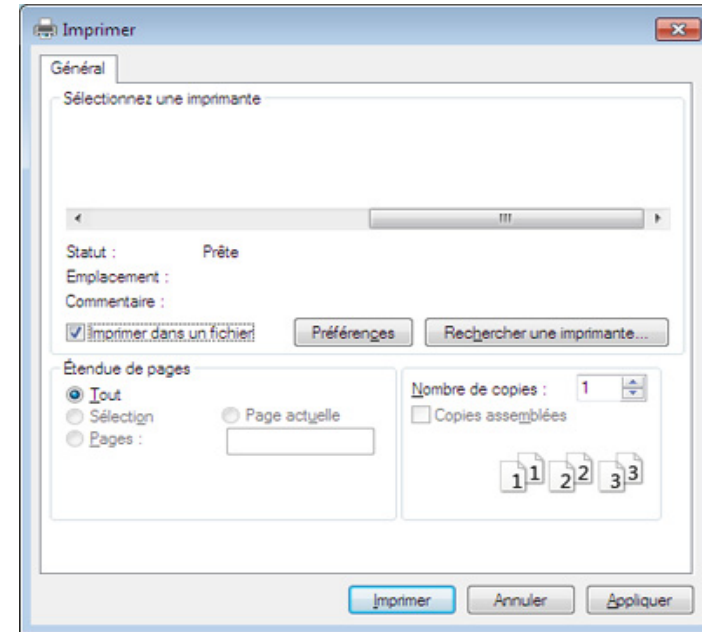 Imprimer
Général
Sélectionnez une imprimante
Statut : Prête
Emplacement :
Commentaire :
Imprimer dans un fichier Préférences Rechercher une imprimante...
Étendue de pages
Tout
Sélection Page actuelle
Pages :
Nombre de copies : 1
Copies assemblées
1 1 2 2 3 3
Imprimer Annuler Appliquer